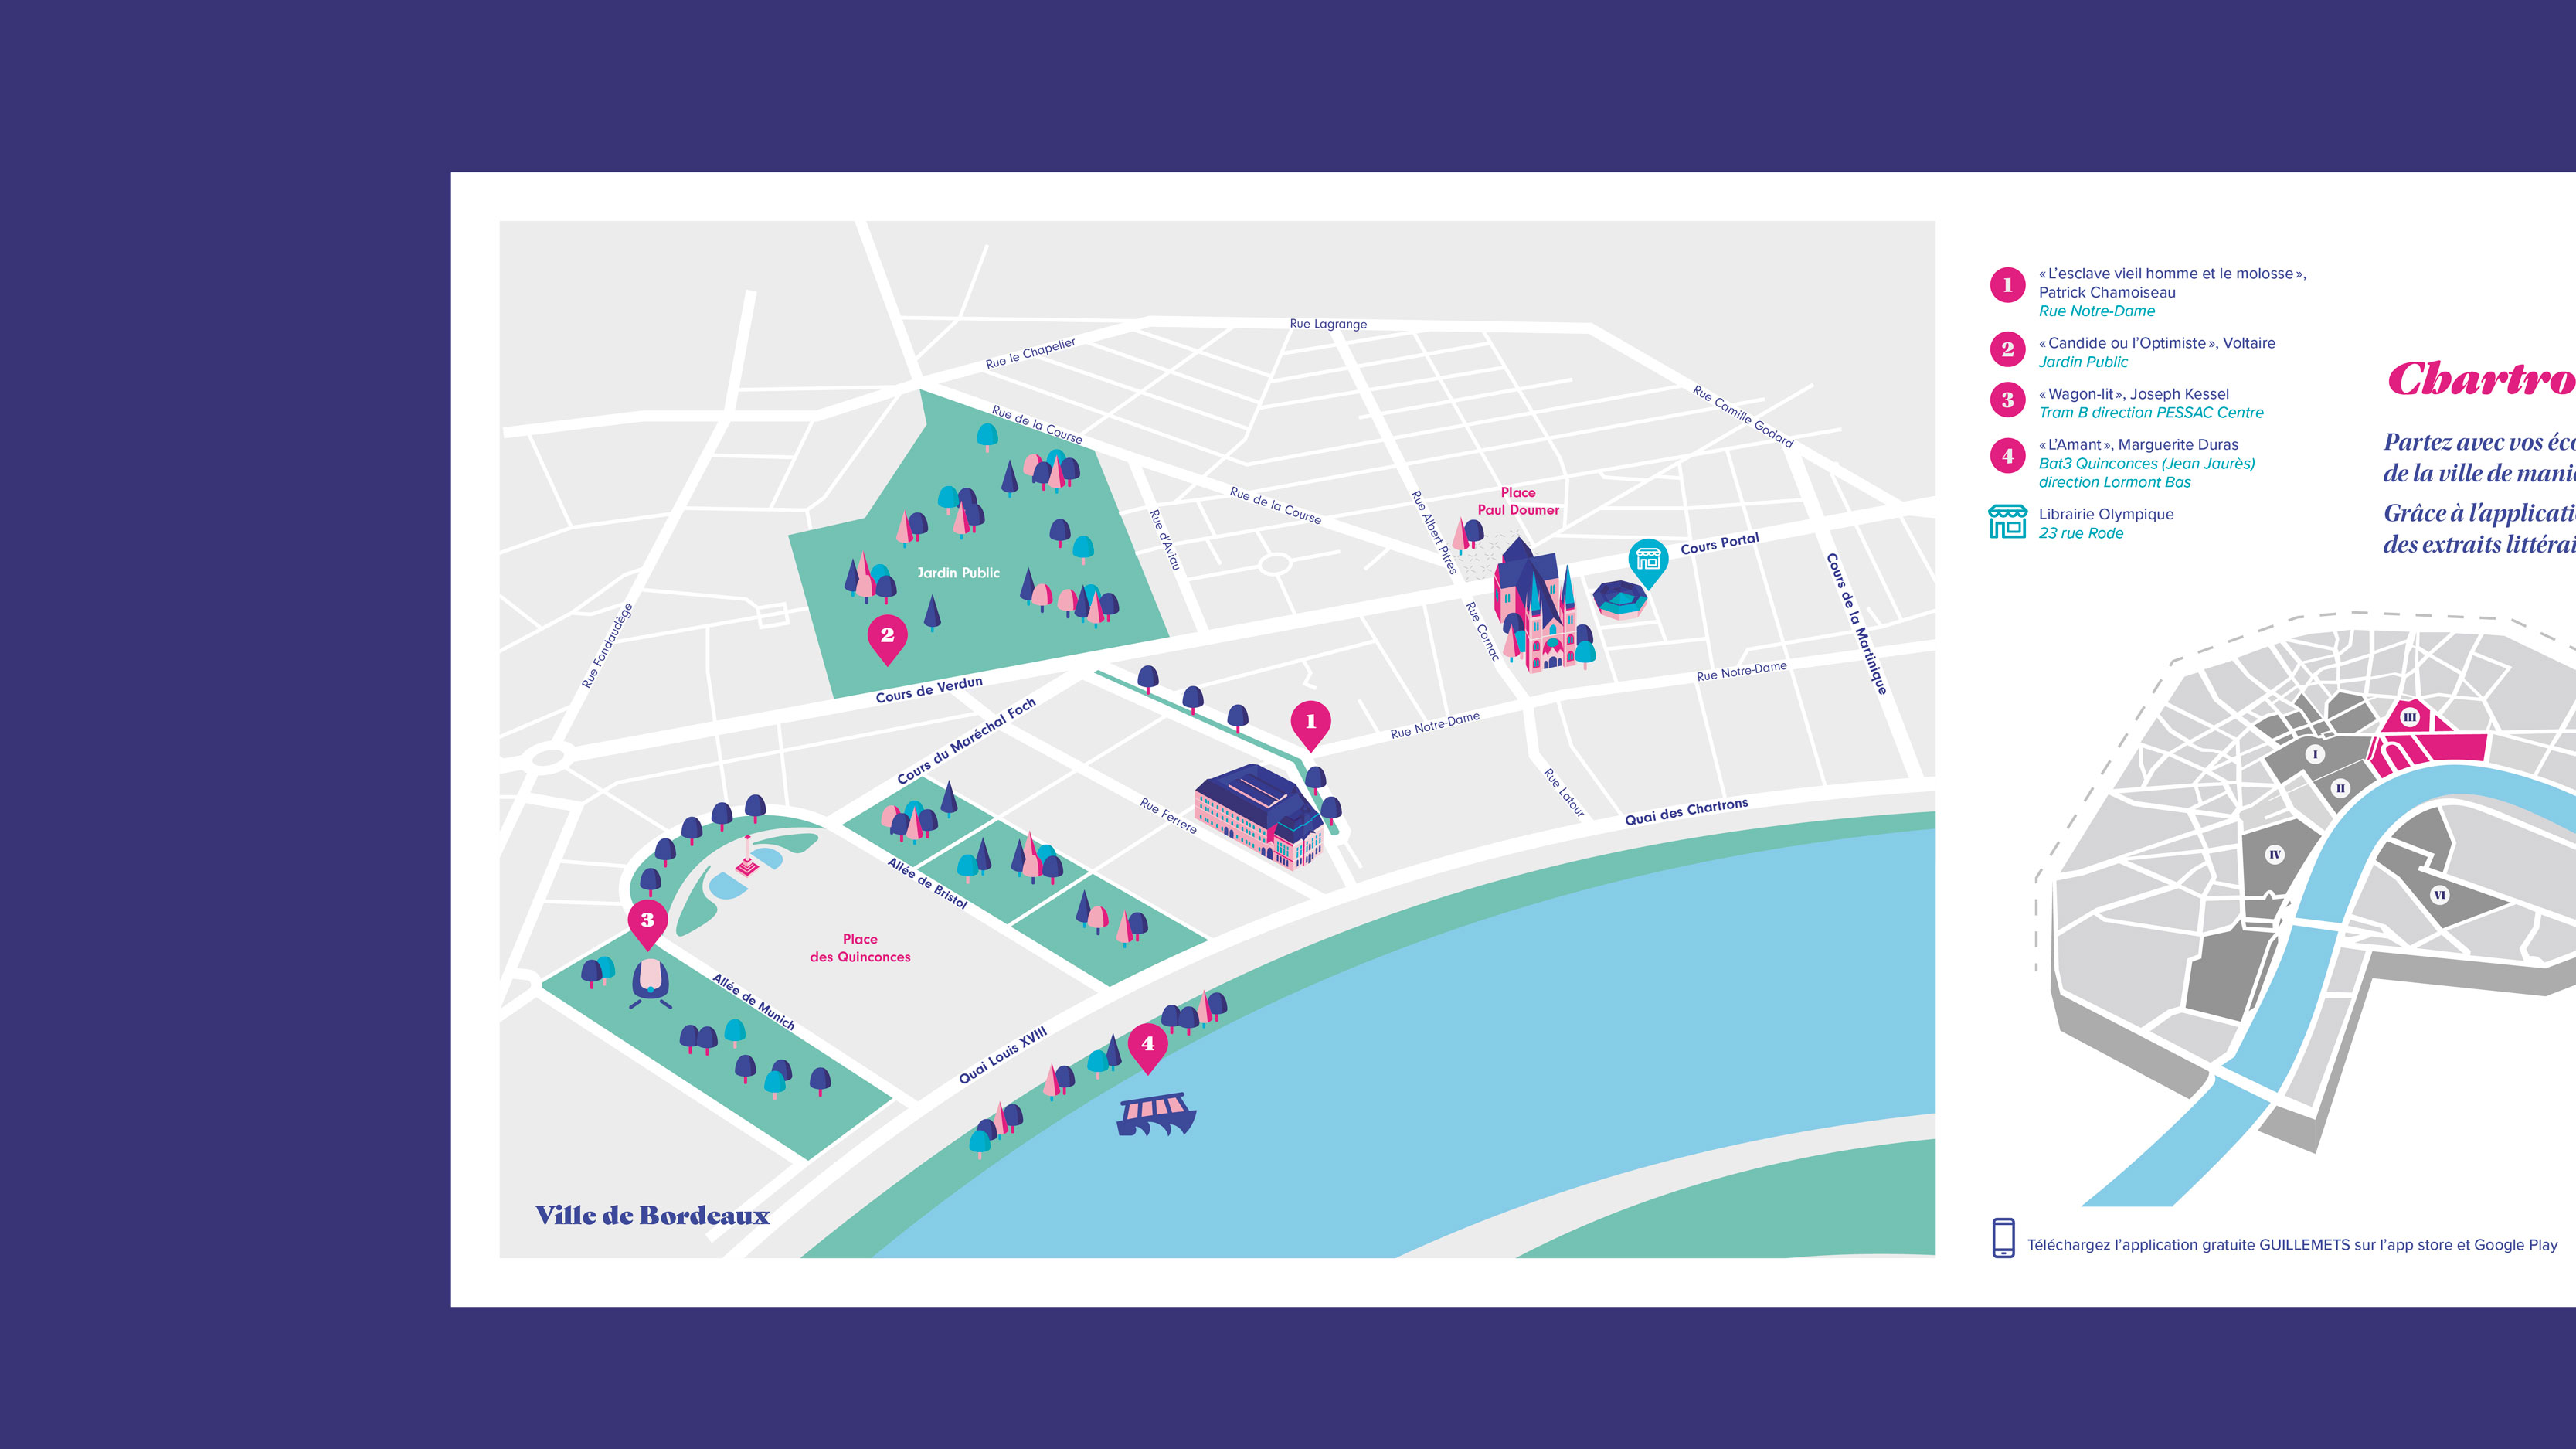 Rue Lagrange
Rue le Chapelier
Rue de la Course
Rue Camille Godard
Rue de la Course
Rue Albert Pitres
Place
Paul Doumer
Rue d'Aviau
Cours Portal
Cours de la Martinique
Jardin Public
Rue Fondaudège
2
Rue Cornac
Rue Notre-Dame
Cours de Verdun
Cours du Maréchal Foch
1
Rue Notre-Dame
Rue Latour
Quai des Chartrons
Rue Ferrere
Allée de Bristol
3
Place
des Quinconces
Allée de Munich
Quai Louis XVIII
4
Ville de Bordeaux
1
« L'esclave vieil homme et le molosse »,
Patrick Chamoiseau
Rue Notre-Dame
2
« Candide ou l'Optimiste », Voltaire
Jardin Public
3
« Wagon-lit », Joseph Kessel
Tram B direction PESSAC Centre
4
« L'Amant », Marguerite Duras
Bat3 Quinconces (Jean Jaurès)
direction Lormont Bas
Librairie Olympique
23 rue Rode
Chartro
Partez avec vos éc
de la ville de mani
Grâce à l'applicati
des extraits littérai
III
I
II
IV
VI
Téléchargez l'application gratuite GUILLEMETS sur l'app store et Google Play